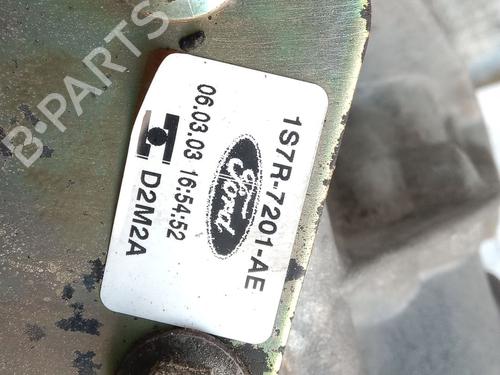 1S7R-7201-AE
Ford
06.03.03 16:54:52
D2M2A
B-PARTS